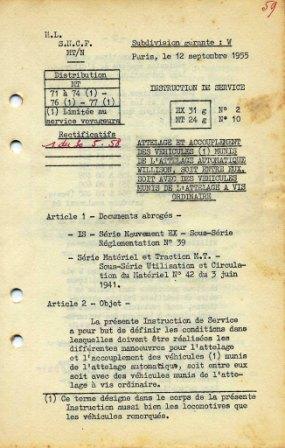 59
H.L.
S.N.C.F.
MT/N
Subdivision gérante : W
Paris, le 12 septembre 1955
Distribution
MT
71 à 74 (1) -
76 (1) - 77 (1)
(1) Limitée au
service voyageurs
Rectificatifs
1 du 6.5.58
INSTRUCTION DE SERVICE
EX 31 g N° 2
MT 24 g N° 10
ATTELAGE ET ACCOUPLEMENT
DES VEHICULES (1) MUNIS
DE L'ATTELAGE AUTOMATIQUE
WILLISON, SOIT ENTRE EUX,
SOIT AVEC DES VEHICULES
MUNIS DE L'ATTELAGE A VIS
ORDINAIRE.
Article 1 - Documents abrogés -
- IS - Série Mouvement EX - Sous-Série
Réglementation N° 39
- Série Matériel et Traction M.T. -
Sous-Série Utilisation et Circula-
tion du Matériel N° 42 du 3 juin
1941.
Article 2 - Objet -
La présente Instruction de Service
a pour but de définir les conditions dans
lesquelles doivent être réalisées les
différentes manoeuvres pour l'attelage
et l'accouplement des véhicules (1) munis
de l'attelage automatique, soit entre eux
soit avec des véhicules munis de l'atte-
lage à vis ordinaire.
(1) Ce terme désigne dans le corps de la présente
Instruction aussi bien les locomotives que
les véhicules remorqués.